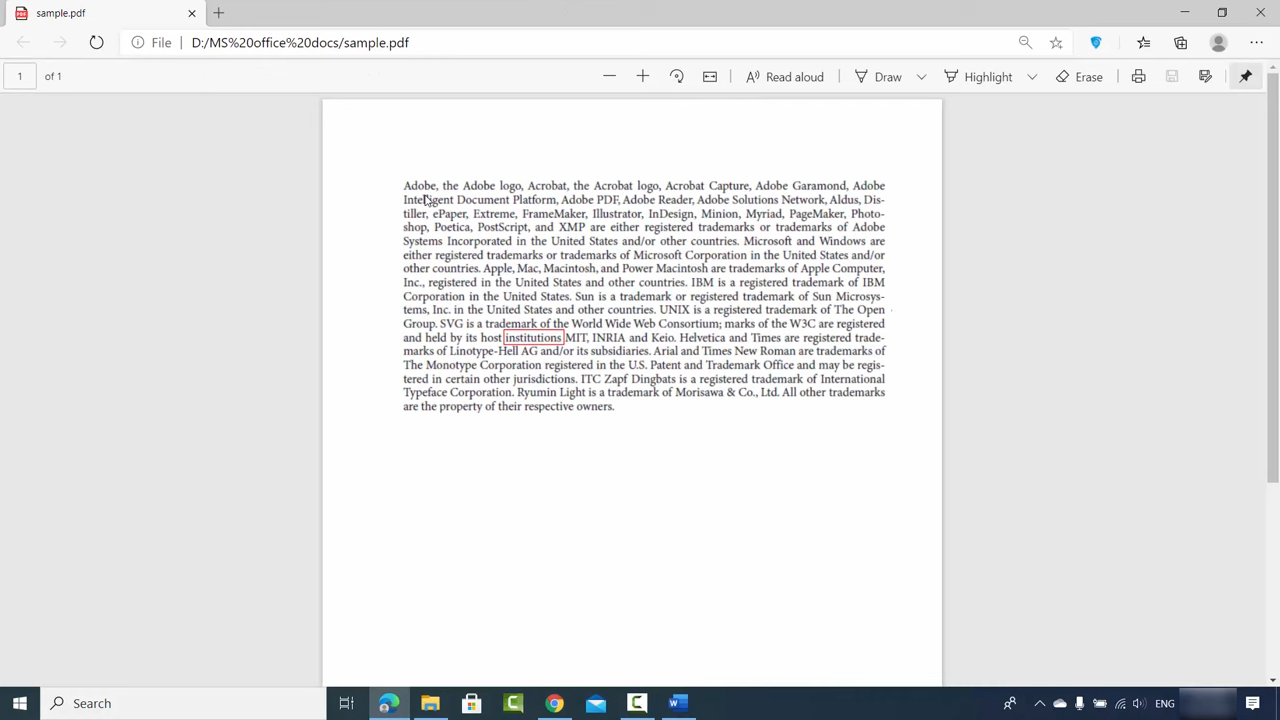 sample.pdf
File D:/MS%20office%20docs/sample.pdf
1 of 1 Read aloud Draw Highlight Erase
Adobe, the Adobe logo, Acrobat, the Acrobat logo, Acrobat Capture, Adobe Garamond, Adobe
Intelligent Document Platform, Adobe PDF, Adobe Reader, Adobe Solutions Network, Aldus, Dis-
tiller, ePaper, Extreme, FrameMaker, Illustrator, InDesign, Minion, Myriad, PageMaker, Photo-
shop, Poetica, PostScript, and XMP are either registered trademarks or trademarks of Adobe
Systems Incorporated in the United States and/or other countries. Microsoft and Windows are
either registered trademarks or trademarks of Microsoft Corporation in the United States and/or
other countries. Apple, Mac, Macintosh, and Power Macintosh are trademarks of Apple Computer,
Inc., registered in the United States and other countries. IBM is a registered trademark of IBM
Corporation in the United States. Sun is a trademark or registered trademark of Sun Microsys-
tems, Inc. in the United States and other countries. UNIX is a registered trademark of The Open
Group. SVG is a trademark of the World Wide Web Consortium; marks of the W3C are registered
and held by its host institutions MIT, INRIA and Keio. Helvetica and Times are registered trade-
marks of Linotype-Hell AG and/or its subsidiaries. Arial and Times New Roman are trademarks of
The Monotype Corporation registered in the U.S. Patent and Trademark Office and may be regis-
tered in certain other jurisdictions. ITC Zapf Dingbats is a registered trademark of International
Typeface Corporation. Ryumin Light is a trademark of Morisawa & Co., Ltd. All other trademarks
are the property of their respective owners.
Search ENG